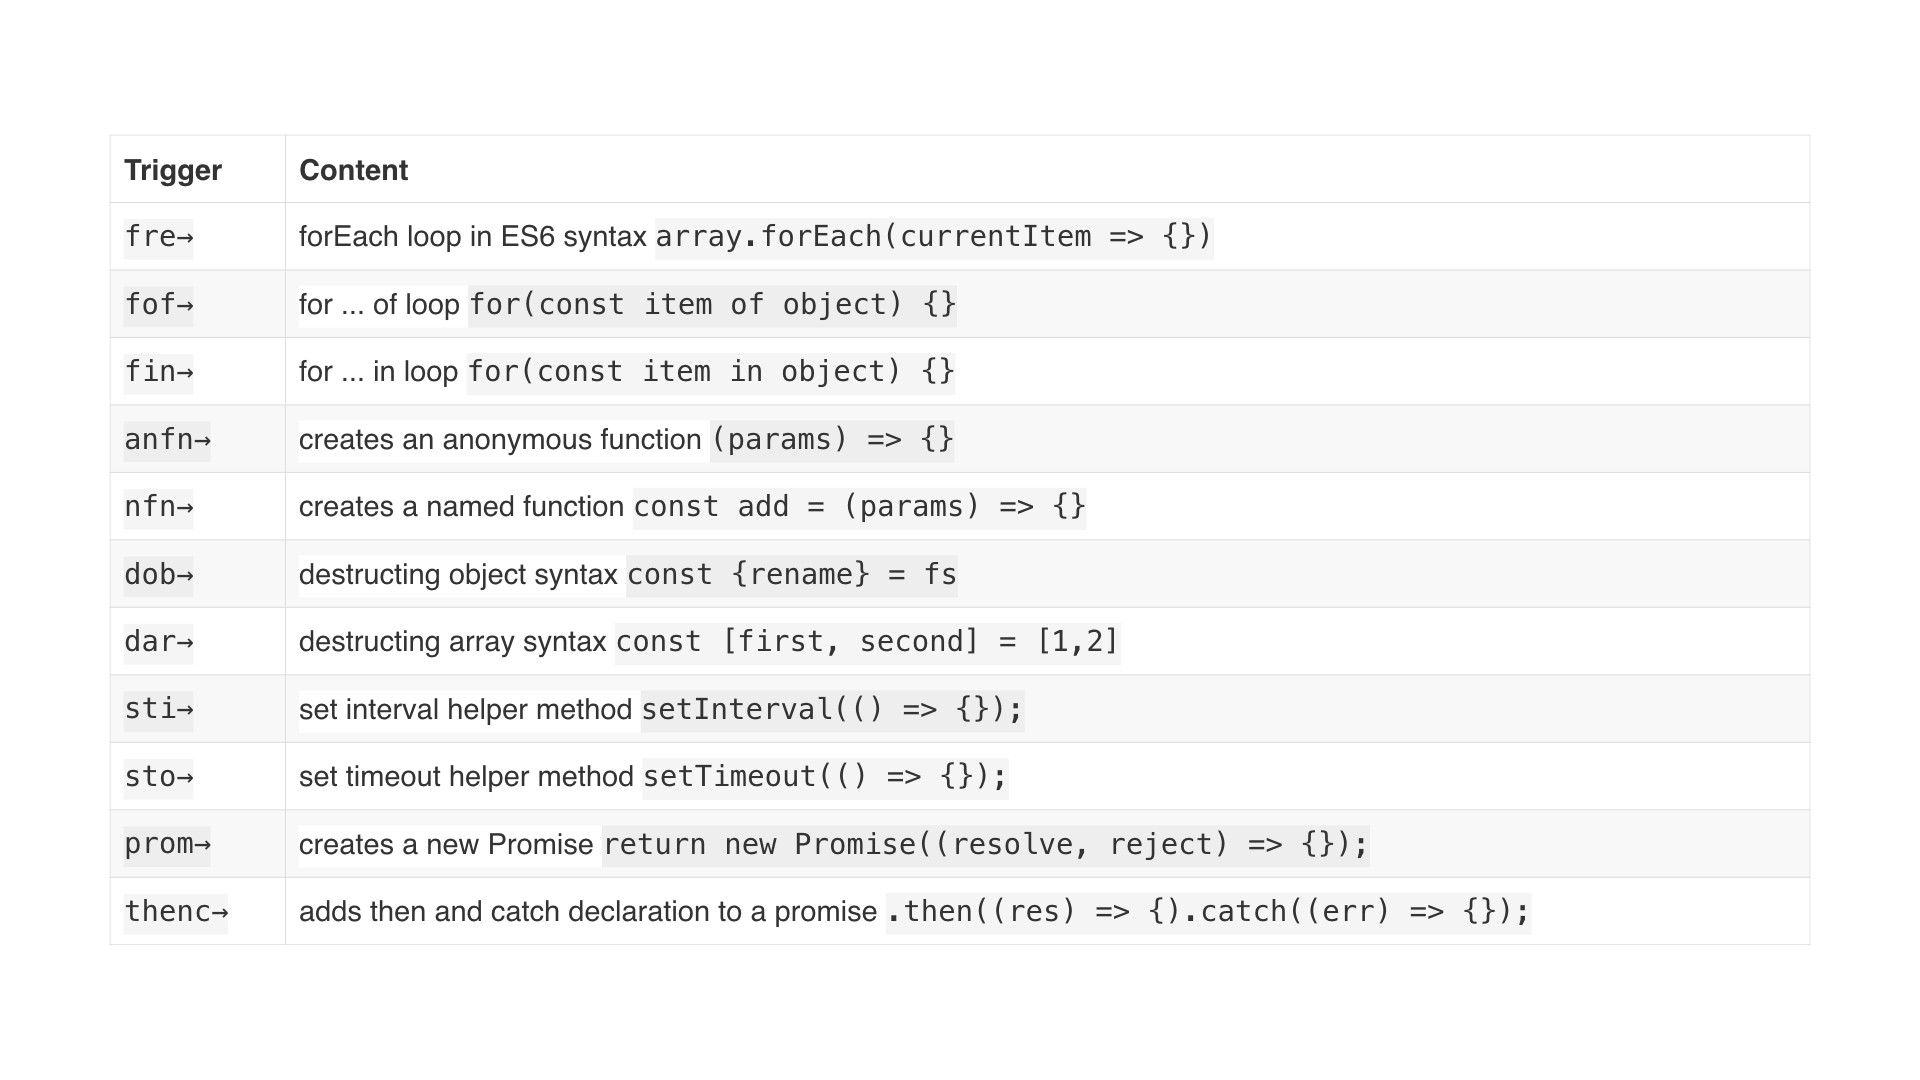 Trigger Content
fre→ forEach loop in ES6 syntax array.forEach(currentItem => {})
fof→ for ... of loop for(const item of object) {}
fin→ for ... in loop for(const item in object) {}
anfn→ creates an anonymous function (params) => {}
nfn→ creates a named function const add = (params) => {}
dob→ destructing object syntax const {rename} = fs
dar→ destructing array syntax const [first, second] = [1,2]
sti→ set interval helper method setInterval(() => {});
sto→ set timeout helper method setTimeout(() => {});
prom→ creates a new Promise return new Promise((resolve, reject) => {});
thenc→ adds then and catch declaration to a promise .then((res) => {).catch((err) => {});